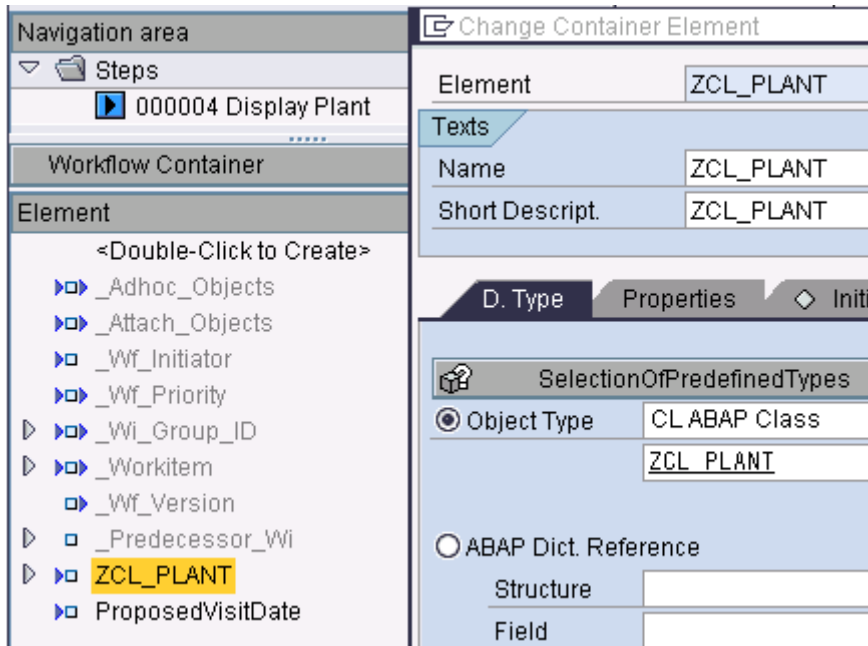 Navigation area
Steps
000004 Display Plant
Workflow Container
Element
<Double-Click to Create>
_Adhoc_Objects
_Attach_Objects
_Wf_Initiator
_Wf_Priority
_Wi_Group_ID
_Workitem
_Wf_Version
_Predecessor_Wi
ZCL_PLANT
ProposedVisitDate
Change Container Element
Element ZCL_PLANT
Texts
Name ZCL_PLANT
Short Descript. ZCL_PLANT
D. Type Properties Initi
SelectionOfPredefinedTypes
Object Type CL ABAP Class
ZCL_PLANT
ABAP Dict. Reference
Structure
Field